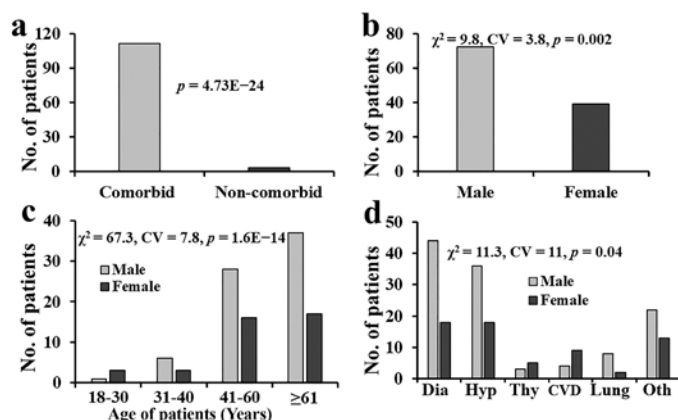 a
No. of patients
120
90
60
30
0
p = 4.73E−24
Comorbid Non-comorbid
b
No. of patients
80
60
40
20
0
χ² = 9.8, CV = 3.8, p = 0.002
Male Female
c
No. of patients
40
20
0
χ² = 67.3, CV = 7.8, p = 1.6E−14
Male
Female
18-30 31-40 41-60 ≥61
Age of patients (Years)
d
No. of patients
50
40
30
20
10
0
χ² = 11.3, CV = 11, p = 0.04
Male
Female
Dia Hyp Thy CVD Lung Oth